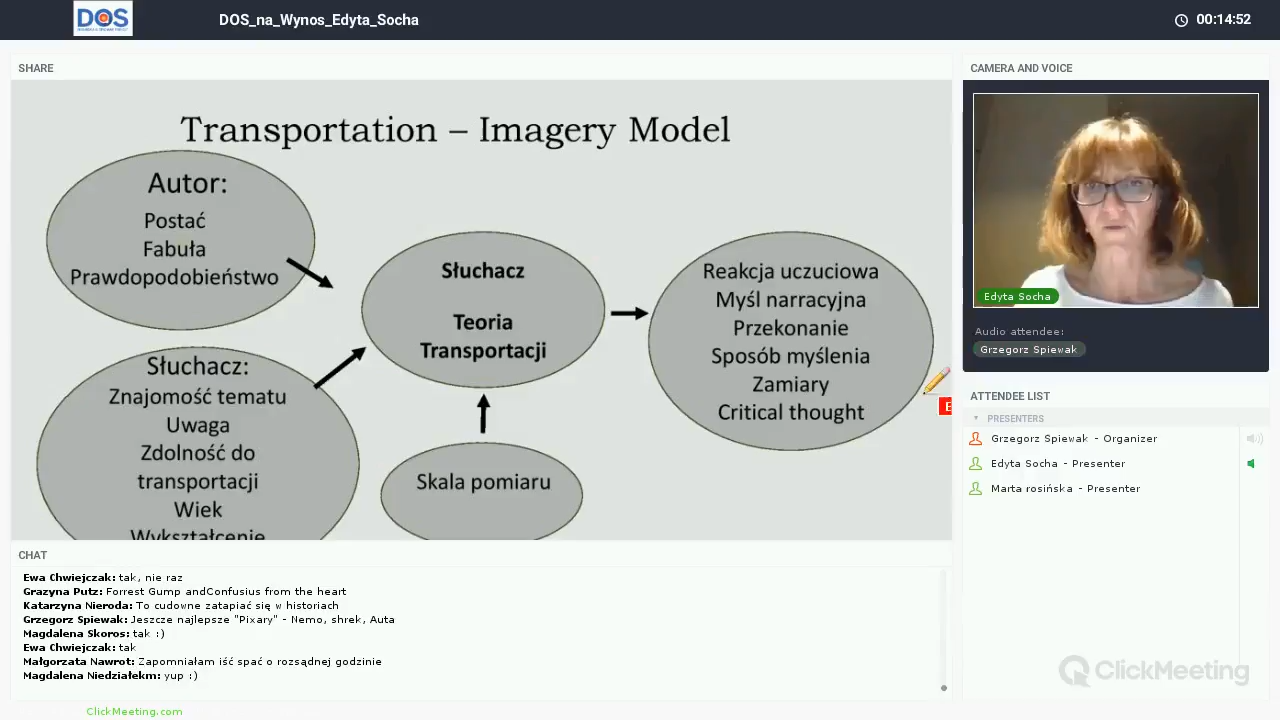 DOS
DOS_na_Wynos_Edyta_Socha
00:14:52
SHARE
Transportation – Imagery Model
Autor:
Postać
Fabuła
Prawdopodobieństwo
Słuchacz:
Znajomość tematu
Uwaga
Zdolność do
transportacji
Wiek
Wykształcenie
Słuchacz
Teoria
Transportacji
Skala pomiaru
Reakcja uczuciowa
Myśl narracyjna
Przekonanie
Sposób myślenia
Zamiary
Critical thought
E
CAMERA AND VOICE
Edyta Socha
Audio attendee:
Grzegorz Spiewak
ATTENDEE LIST
PRESENTERS
Grzegorz Spiewak - Organizer
Edyta Socha - Presenter
Marta rosińska - Presenter
CHAT
Ewa Chwiejczak: tak, nie raz
Grazyna Putz: Forrest Gump andConfusius from the heart
Katarzyna Nieroda: To cudowne zatapiać się w historiach
Grzegorz Spiewak: Jeszcze najlepsze "Pixary" - Nemo, shrek, Auta
Magdalena Skoros: tak :)
Ewa Chwiejczak: tak
Małgorzata Nawrot: Zapomniałam iść spać o rozsądnej godzinie
Magdalena Niedziałekm: yup :)
ClickMeeting
ClickMeeting.com